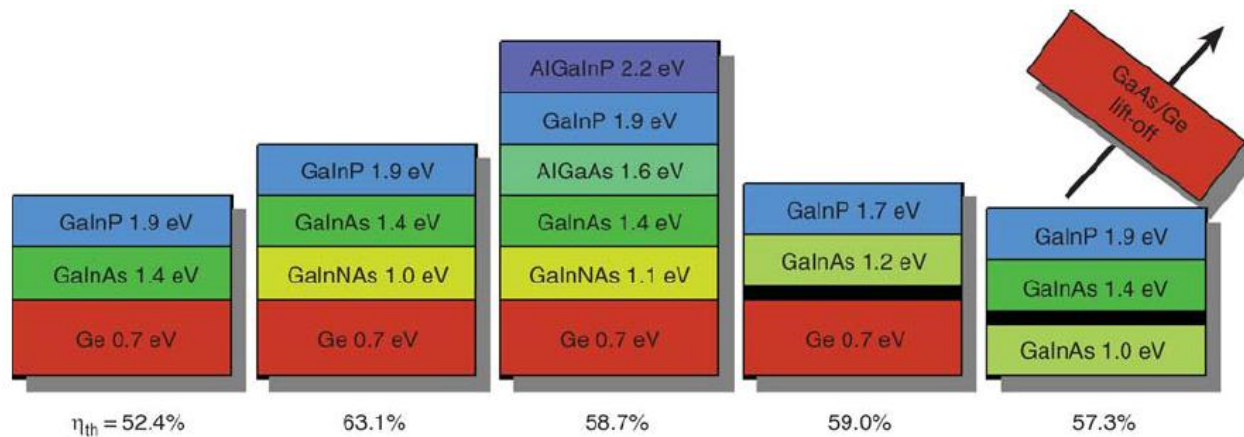 GaInP 1.9 eV
GaInAs 1.4 eV
Ge 0.7 eV
ηth = 52.4%
GaInP 1.9 eV
GaInAs 1.4 eV
GaInNAs 1.0 eV
Ge 0.7 eV
63.1%
AlGaInP 2.2 eV
GaInP 1.9 eV
AlGaAs 1.6 eV
GaInAs 1.4 eV
GaInNAs 1.1 eV
Ge 0.7 eV
58.7%
GaInP 1.7 eV
GaInAs 1.2 eV
Ge 0.7 eV
59.0%
GaAs/Ge
lift-off
GaInP 1.9 eV
GaInAs 1.4 eV
GaInAs 1.0 eV
57.3%